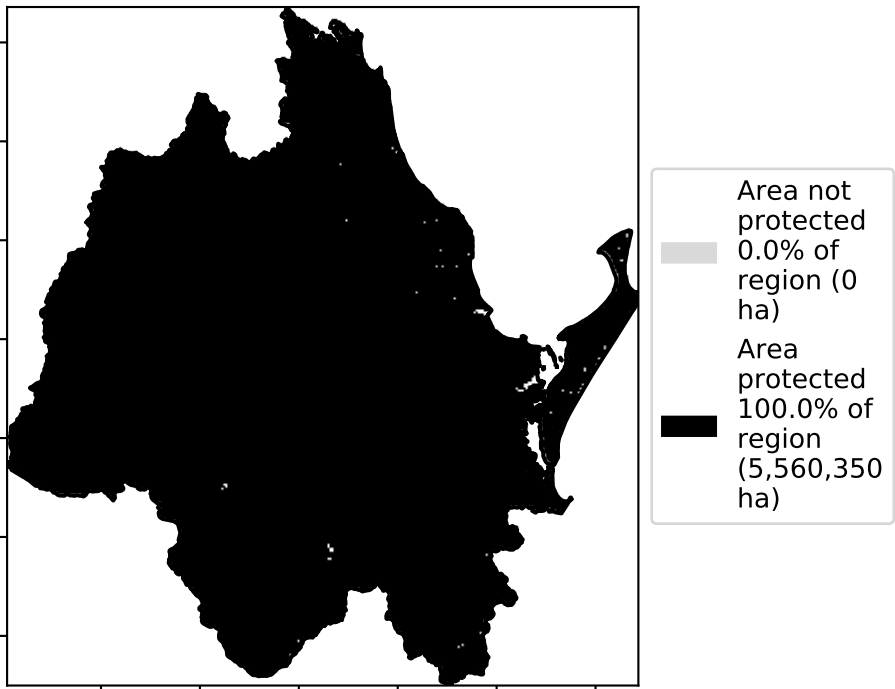 Area not
protected
0.0% of
region (0
ha)
Area
protected
100.0% of
region
(5,560,350
ha)